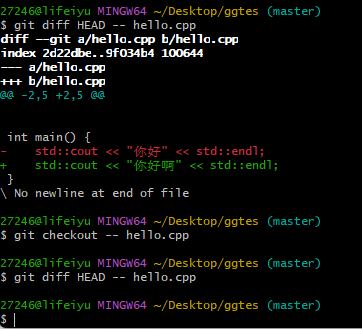 27246@lifeiyu MINGW64 ~/Desktop/ggtes (master)
$ git diff HEAD -- hello.cpp
diff --git a/hello.cpp b/hello.cpp
index 2d22dbe..9f034b4 100644
--- a/hello.cpp
+++ b/hello.cpp
@@ -2,5 +2,5 @@
int main() {
-    std::cout << "你好" << std::endl;
+    std::cout << "你好啊" << std::endl;
}
\ No newline at end of file
27246@lifeiyu MINGW64 ~/Desktop/ggtes (master)
$ git checkout -- hello.cpp
27246@lifeiyu MINGW64 ~/Desktop/ggtes (master)
$ git diff HEAD -- hello.cpp
27246@lifeiyu MINGW64 ~/Desktop/ggtes (master)
$